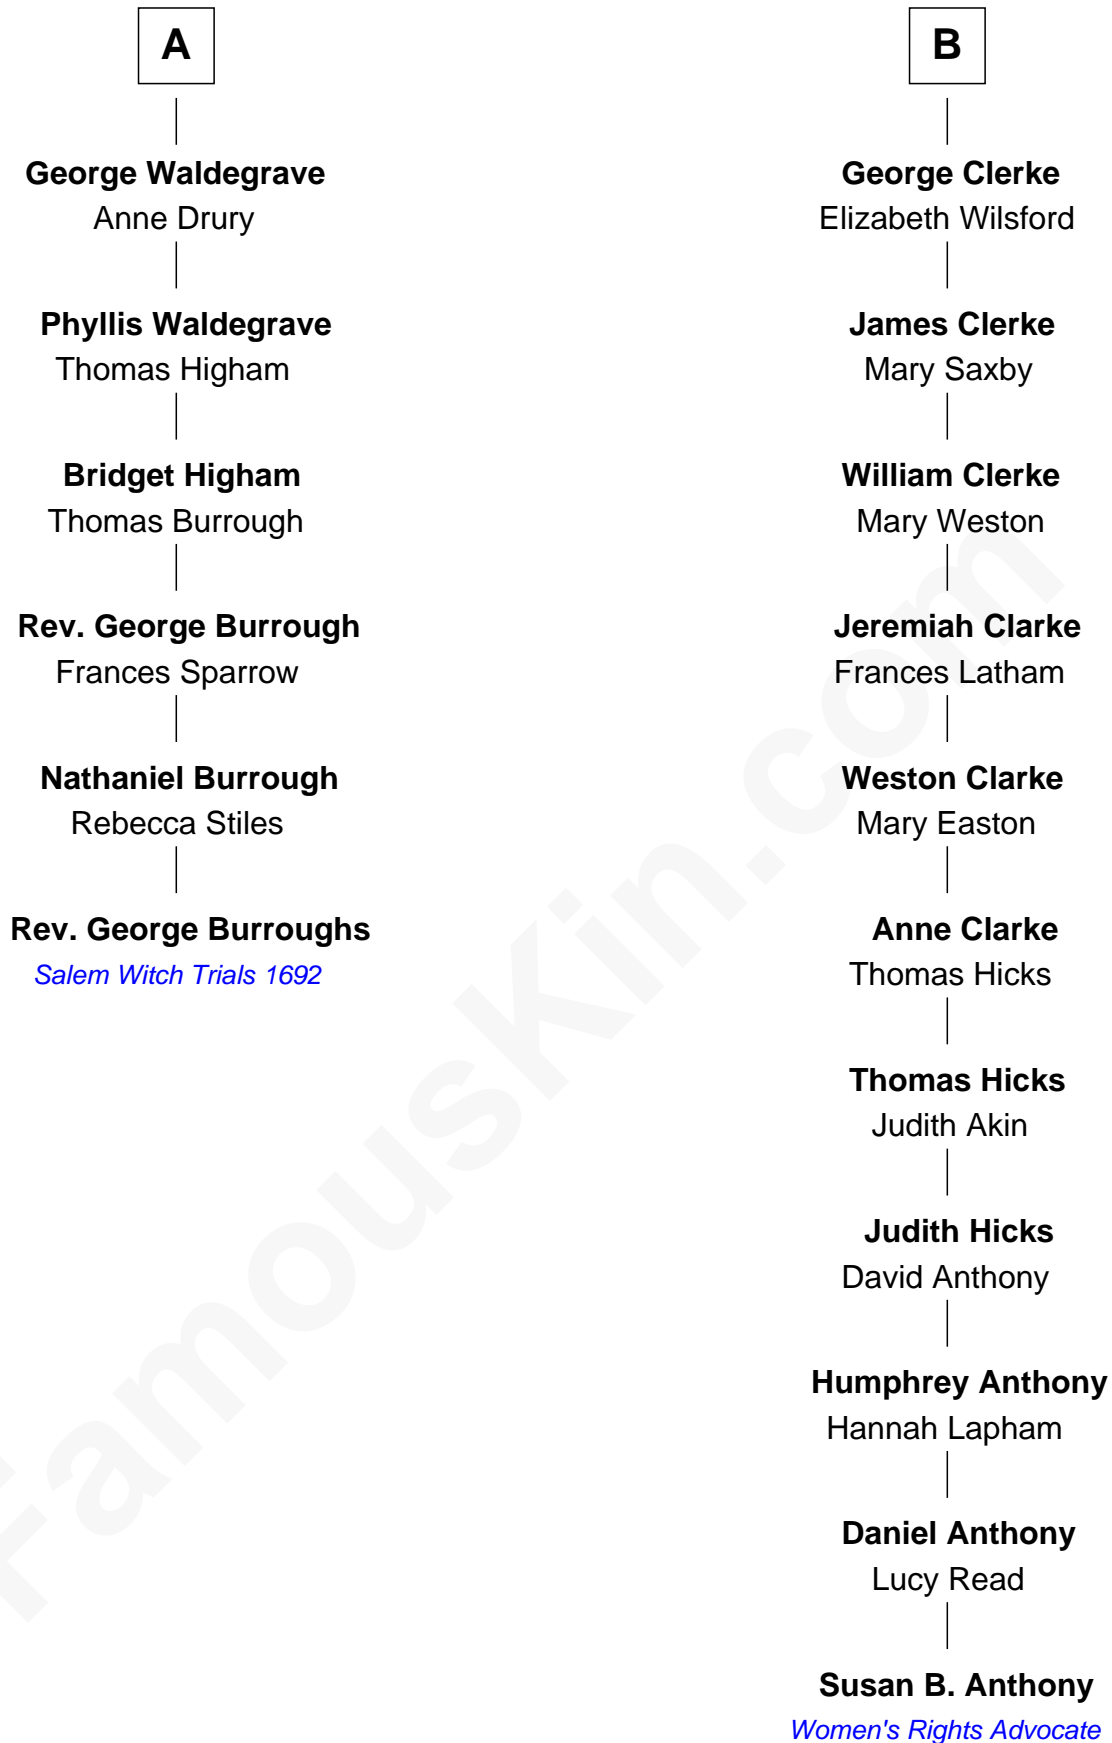 A
George Waldegrave
Anne Drury
Phyllis Waldegrave
Thomas Higham
Bridget Higham
Thomas Burrough
Rev. George Burrough
Frances Sparrow
Nathaniel Burrough
Rebecca Stiles
Rev. George Burroughs
Salem Witch Trials 1692
B
George Clerke
Elizabeth Wilsford
James Clerke
Mary Saxby
William Clerke
Mary Weston
Jeremiah Clarke
Frances Latham
Weston Clarke
Mary Easton
Anne Clarke
Thomas Hicks
Thomas Hicks
Judith Akin
Judith Hicks
David Anthony
Humphrey Anthony
Hannah Lapham
Daniel Anthony
Lucy Read
Susan B. Anthony
Women's Rights Advocate
FamousKin.com